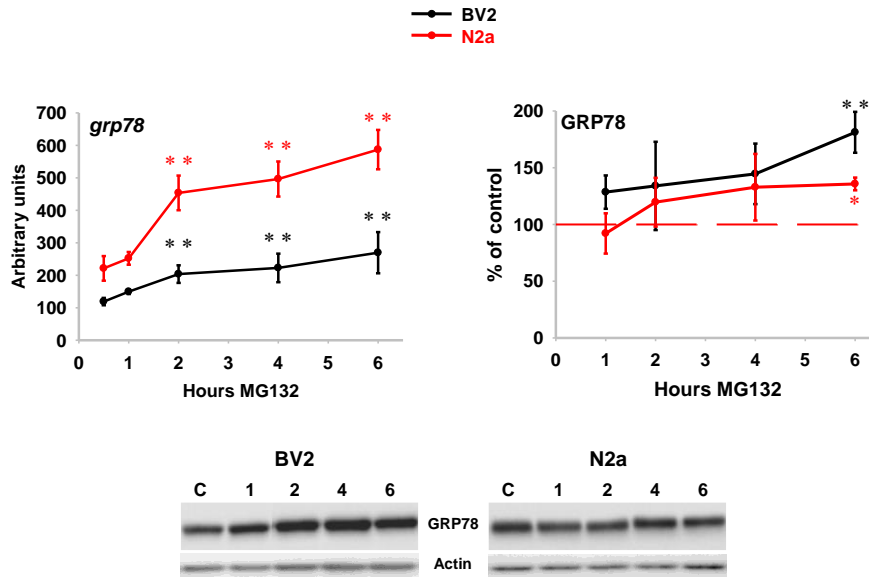 BV2
N2a
grp78
Arbitrary units
700
600
500
400
300
200
100
0
0 1 2 3 4 5 6
Hours MG132
** ** **
** ** **
GRP78
% of control
200
150
100
50
0
0 1 2 3 4 5 6
Hours MG132
**
*
BV2
C 1 2 4 6
N2a
C 1 2 4 6
GRP78
Actin